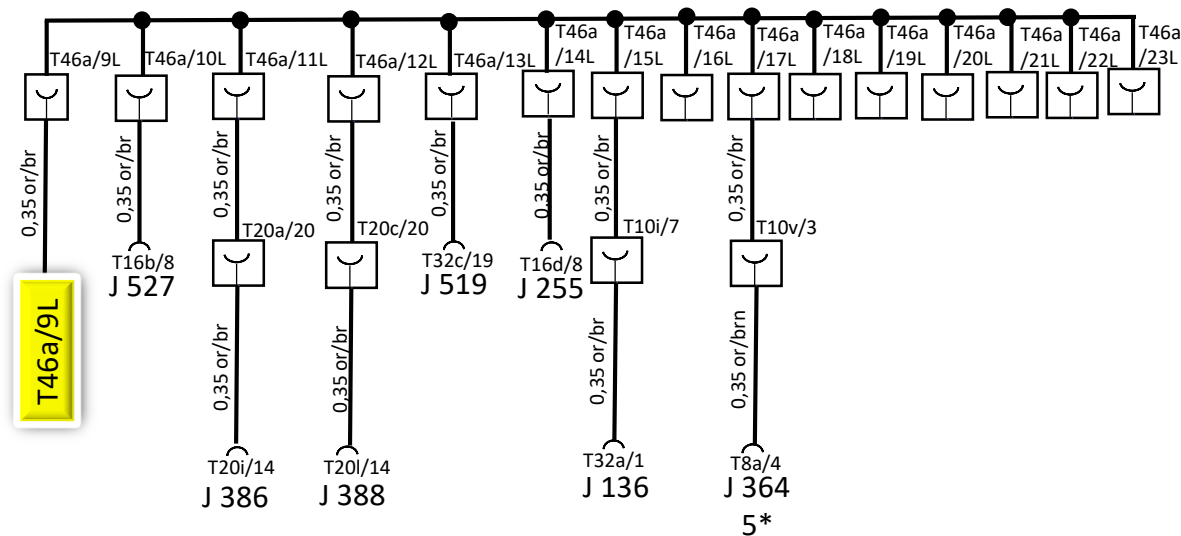 T46a/9L
T46a/10L
T46a/11L
T46a/12L
T46a/13L
T46a
/14L
T46a
/15L
T46a
/16L
T46a
/17L
T46a
/18L
T46a
/19L
T46a
/20L
T46a
/21L
T46a
/22L
T46a
/23L
0,35 or/br
0,35 or/br
0,35 or/br
0,35 or/br
0,35 or/br
0,35 or/br
0,35 or/br
0,35 or/br
T20a/20
T20c/20
T10i/7
T10v/3
T16b/8
J 527
T32c/19
J 519
T16d/8
J 255
T46a/9L
0,35 or/br
0,35 or/br
0,35 or/br
0,35 or/brn
T20i/14
J 386
T20l/14
J 388
T32a/1
J 136
T8a/4
J 364
5*